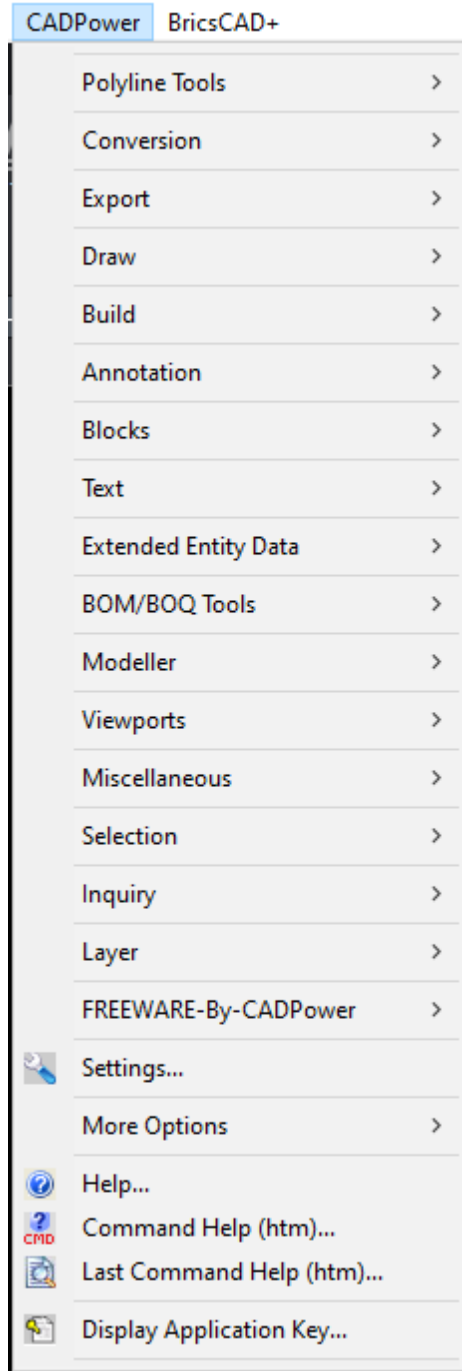 CADPower BricsCAD+
Polyline Tools
Conversion
Export
Draw
Build
Annotation
Blocks
Text
Extended Entity Data
BOM/BOQ Tools
Modeller
Viewports
Miscellaneous
Selection
Inquiry
Layer
FREEWARE-By-CADPower
Settings...
More Options
Help...
? CMD Command Help (htm)...
Last Command Help (htm)...
Display Application Key...